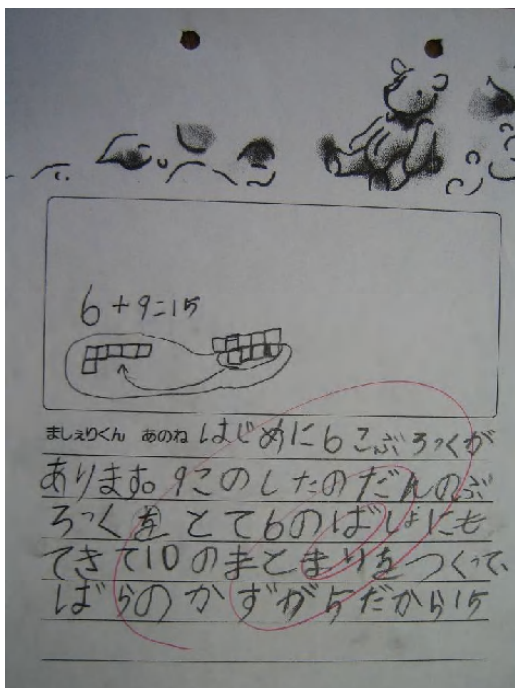 6+9=15
ましぇりくん あのね はじめに6こぶろっくが
あります。9このしたのだんのぶ
ろっくをとて6のばしょにも
てきて10のまとまりをつくって、
ばらのかずが5だから15